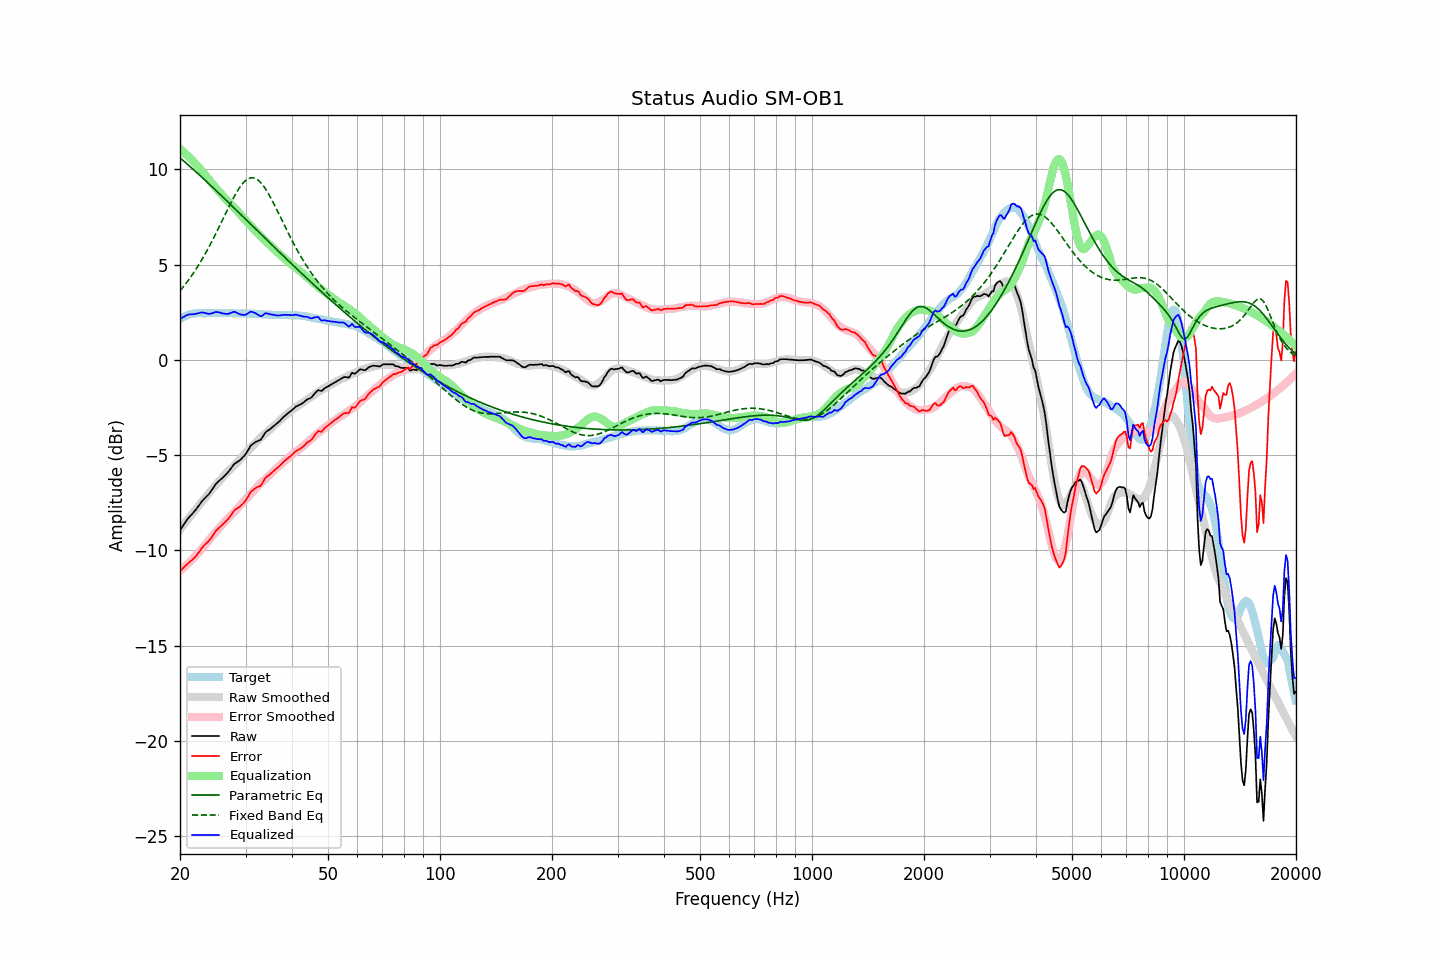 Status Audio SM-OB1
10
5
0
−5
−10
−15
−20
−25
Amplitude (dBr)
Target
Raw Smoothed
Error Smoothed
Raw
Error
Equalization
Parametric Eq
Fixed Band Eq
Equalized
20 50 100 200 500 1000 2000 5000 10000 20000
Frequency (Hz)